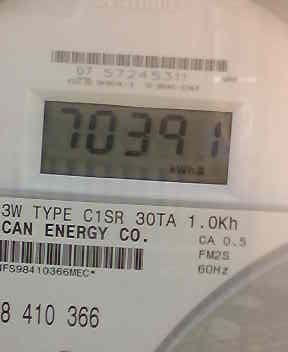 07 57245311
70391
kWh
3W TYPE C1SR 30TA 1.0Kh
CAN ENERGY CO.
CA 0.5
FM2S
NFS98410366MEC*
60Hz
8 410 366